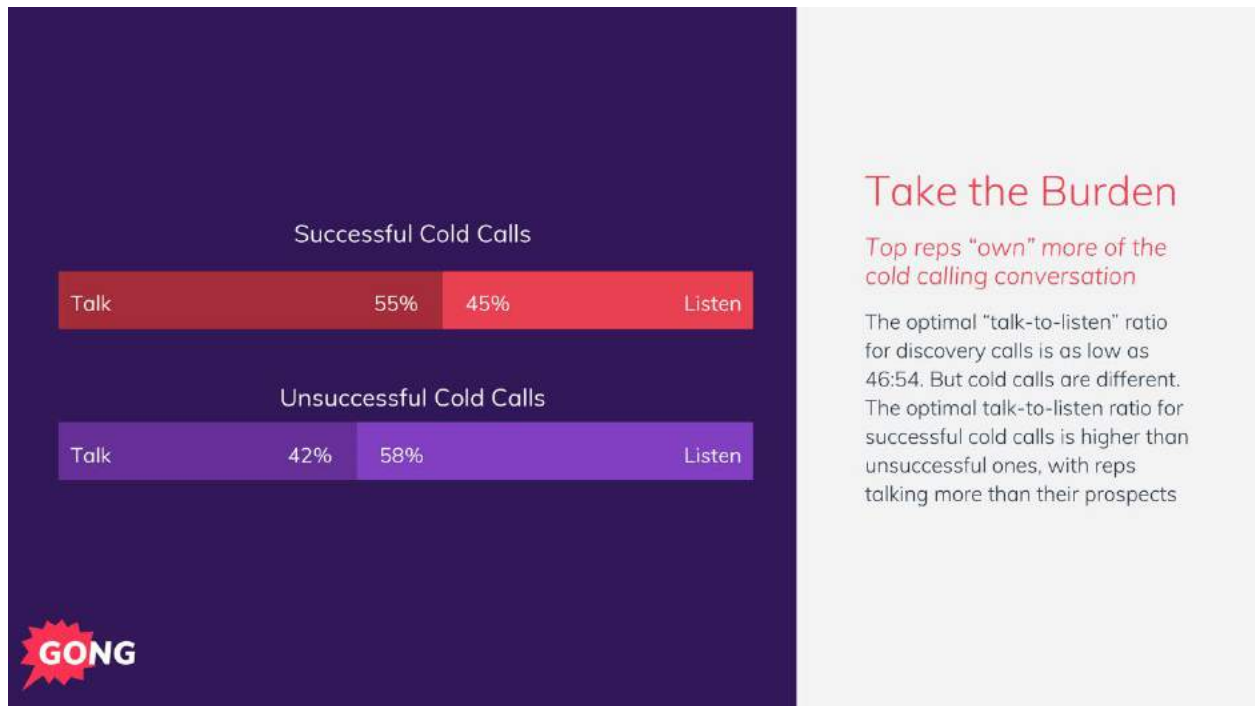 Successful Cold Calls
Talk 55% 45% Listen
Unsuccessful Cold Calls
Talk 42% 58% Listen
GONG
Take the Burden
Top reps “own” more of the
cold calling conversation
The optimal “talk-to-listen” ratio
for discovery calls is as low as
46:54. But cold calls are different.
The optimal talk-to-listen ratio for
successful cold calls is higher than
unsuccessful ones, with reps
talking more than their prospects